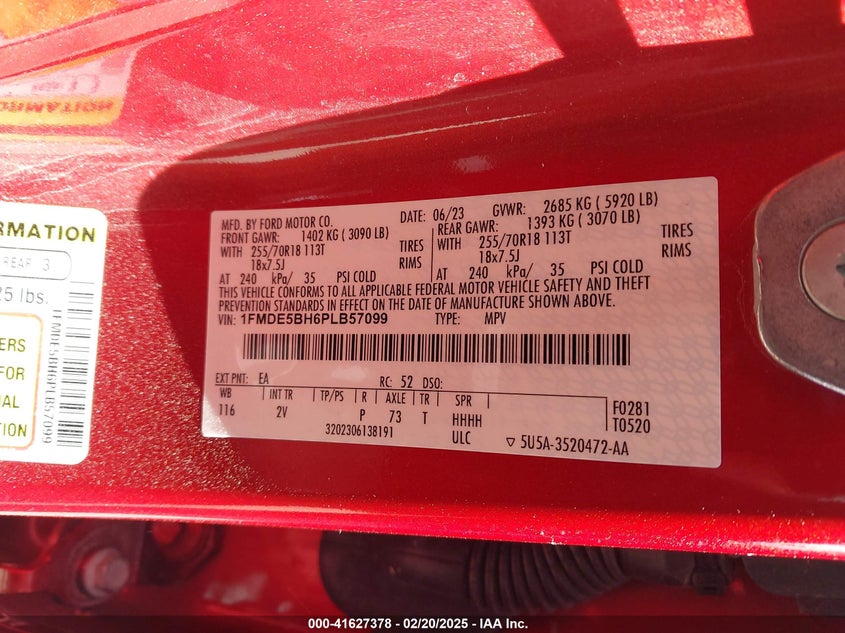 MFD. BY FORD MOTOR CO.
DATE: 06/23 GVWR: 2685 KG ( 5920 LB)
FRONT GAWR: 1402 KG ( 3090 LB)
REAR GAWR: 1393 KG ( 3070 LB)
WITH 255/70R18 113T TIRES
WITH 255/70R18 113T TIRES
18x7.5J RIMS
18x7.5J RIMS
AT 240 kPa/ 35 PSI COLD
AT 240 kPa/ 35 PSI COLD
THIS VEHICLE CONFORMS TO ALL APPLICABLE FEDERAL MOTOR VEHICLE SAFETY AND THEFT
PREVENTION STANDARDS IN EFFECT ON THE DATE OF MANUFACTURE SHOWN ABOVE.
VIN: 1FMDE5BH6PLB57099 TYPE: MPV
EXT PNT: EA RC: 52 DSO:
WB INT TR TP/PS R AXLE TR SPR
116 2V P 73 T HHHH
F0281
T0520
3202306138191 ULC
5U5A-3520472-AA
FORMATION
REAR 3
25 lbs.
ERS
FOR
NAL
TION
1FMDE5BH6PLB57099
000-41627378 - 02/20/2025 - IAA Inc.